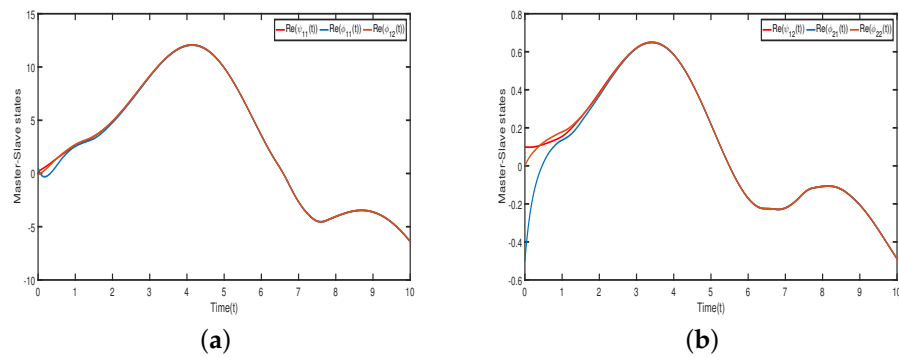 Re(ψ₁₁(t)) Re(ϕ₁₁(t)) Re(ϕ₁₂(t))
15
10
5
0
-5
-10
Master-Slave states
0 1 2 3 4 5 6 7 8 9 10
Time(t)
(a)
Re(ψ₁₂(t)) Re(ϕ₂₁(t)) Re(ϕ₂₂(t))
0.8
0.6
0.4
0.2
0
-0.2
-0.4
-0.6
Master-Slave states
0 1 2 3 4 5 6 7 8 9 10
Time(t)
(b)